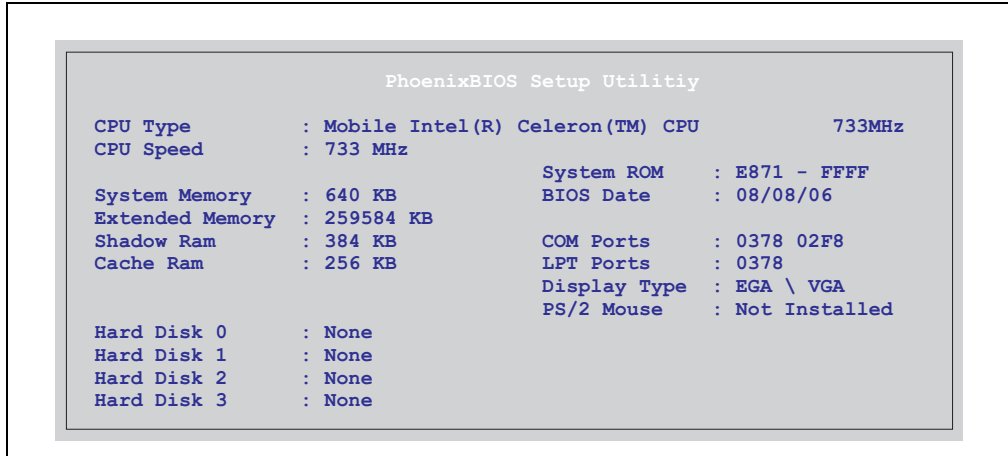 PhoenixBIOS Setup Utilitiy
CPU Type : Mobile Intel(R) Celeron(TM) CPU 733MHz
CPU Speed : 733 MHz
System ROM : E871 - FFFF
System Memory : 640 KB BIOS Date : 08/08/06
Extended Memory : 259584 KB
Shadow Ram : 384 KB COM Ports : 0378 02F8
Cache Ram : 256 KB LPT Ports : 0378
Display Type : EGA \ VGA
PS/2 Mouse : Not Installed
Hard Disk 0 : None
Hard Disk 1 : None
Hard Disk 2 : None
Hard Disk 3 : None